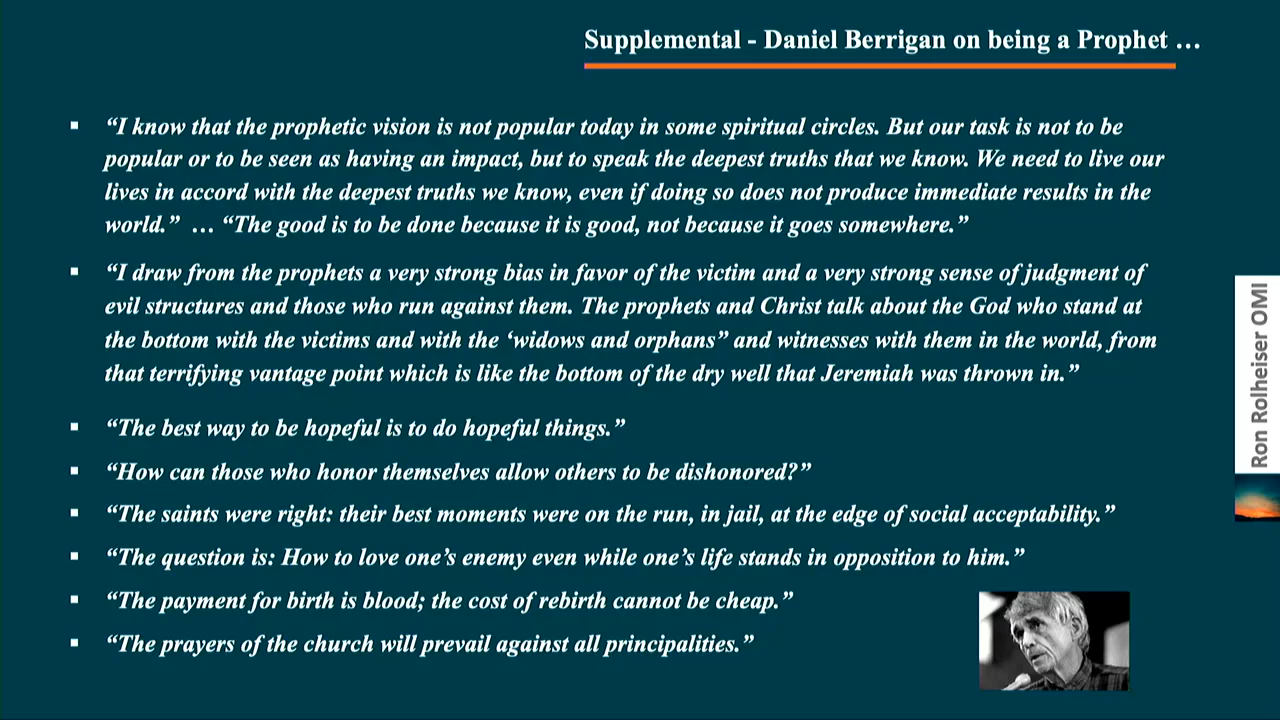 Supplemental - Daniel Berrigan on being a Prophet …
▪ “I know that the prophetic vision is not popular today in some spiritual circles. But our task is not to be
popular or to be seen as having an impact, but to speak the deepest truths that we know. We need to live our
lives in accord with the deepest truths we know, even if doing so does not produce immediate results in the
world.” … “The good is to be done because it is good, not because it goes somewhere.”
▪ “I draw from the prophets a very strong bias in favor of the victim and a very strong sense of judgment of
evil structures and those who run against them. The prophets and Christ talk about the God who stand at
the bottom with the victims and with the ‘widows and orphans” and witnesses with them in the world, from
that terrifying vantage point which is like the bottom of the dry well that Jeremiah was thrown in.”
▪ “The best way to be hopeful is to do hopeful things.”
▪ “How can those who honor themselves allow others to be dishonored?”
▪ “The saints were right: their best moments were on the run, in jail, at the edge of social acceptability.”
▪ “The question is: How to love one’s enemy even while one’s life stands in opposition to him.”
▪ “The payment for birth is blood; the cost of rebirth cannot be cheap.”
▪ “The prayers of the church will prevail against all principalities.”
Ron Rolheiser OMI